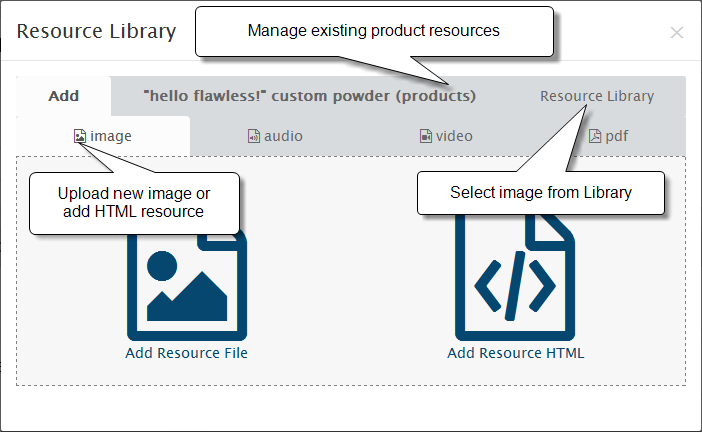 Resource Library
Manage existing product resources
Add
"hello flawless!" custom powder (products)
Resource Library
image
audio
video
pdf
Upload new image or
add HTML resource
Select image from Library
Add Resource File
Add Resource HTML